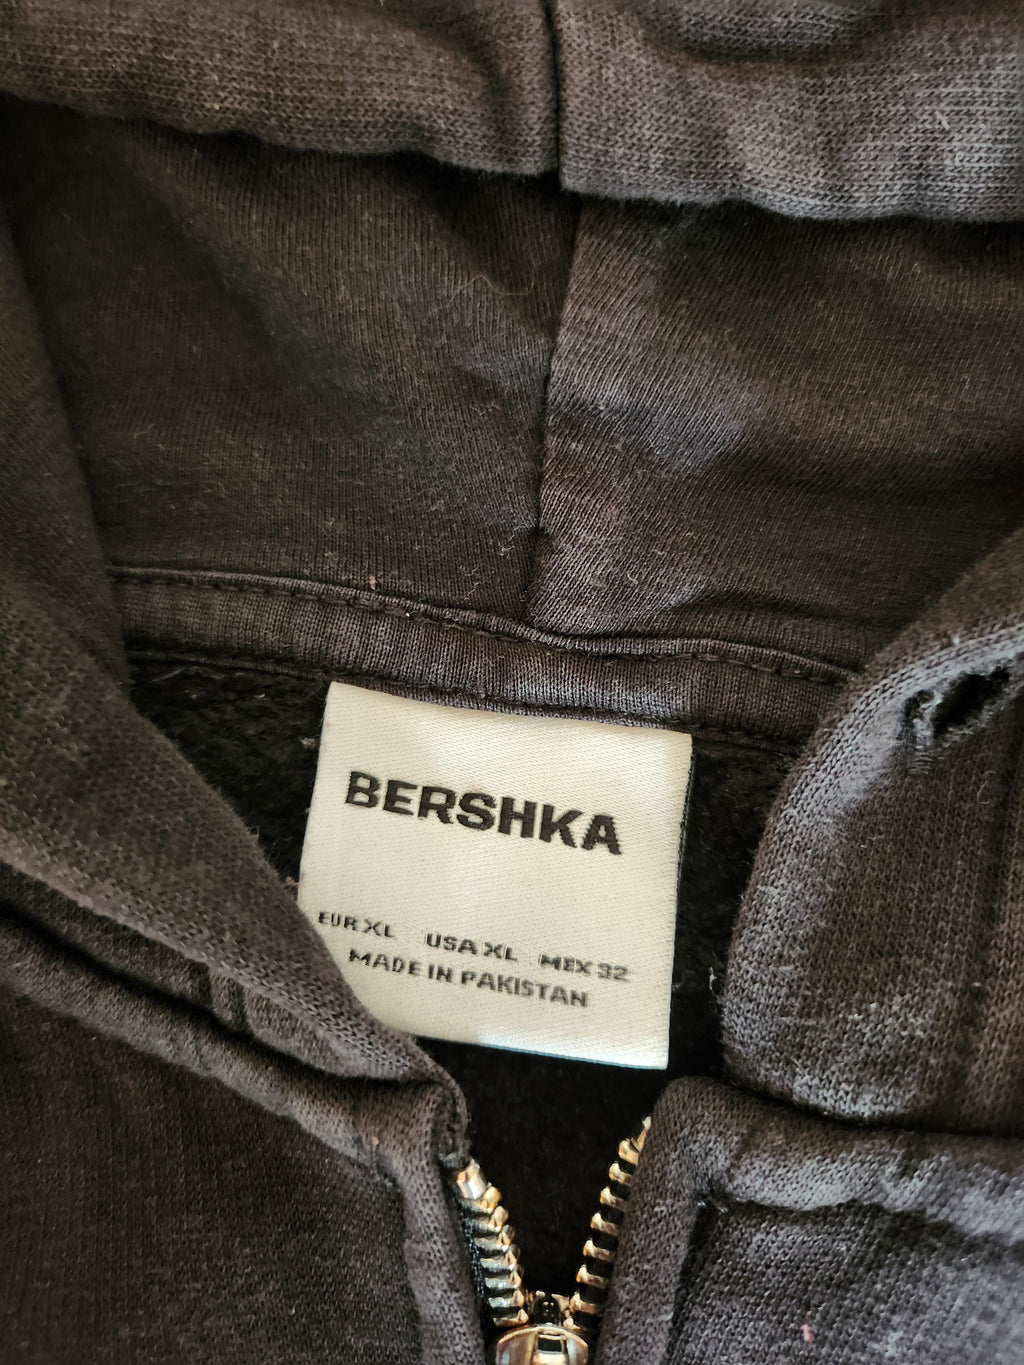 BERSHKA
EUR XL USA XL MEX 32
MADE IN PAKISTAN